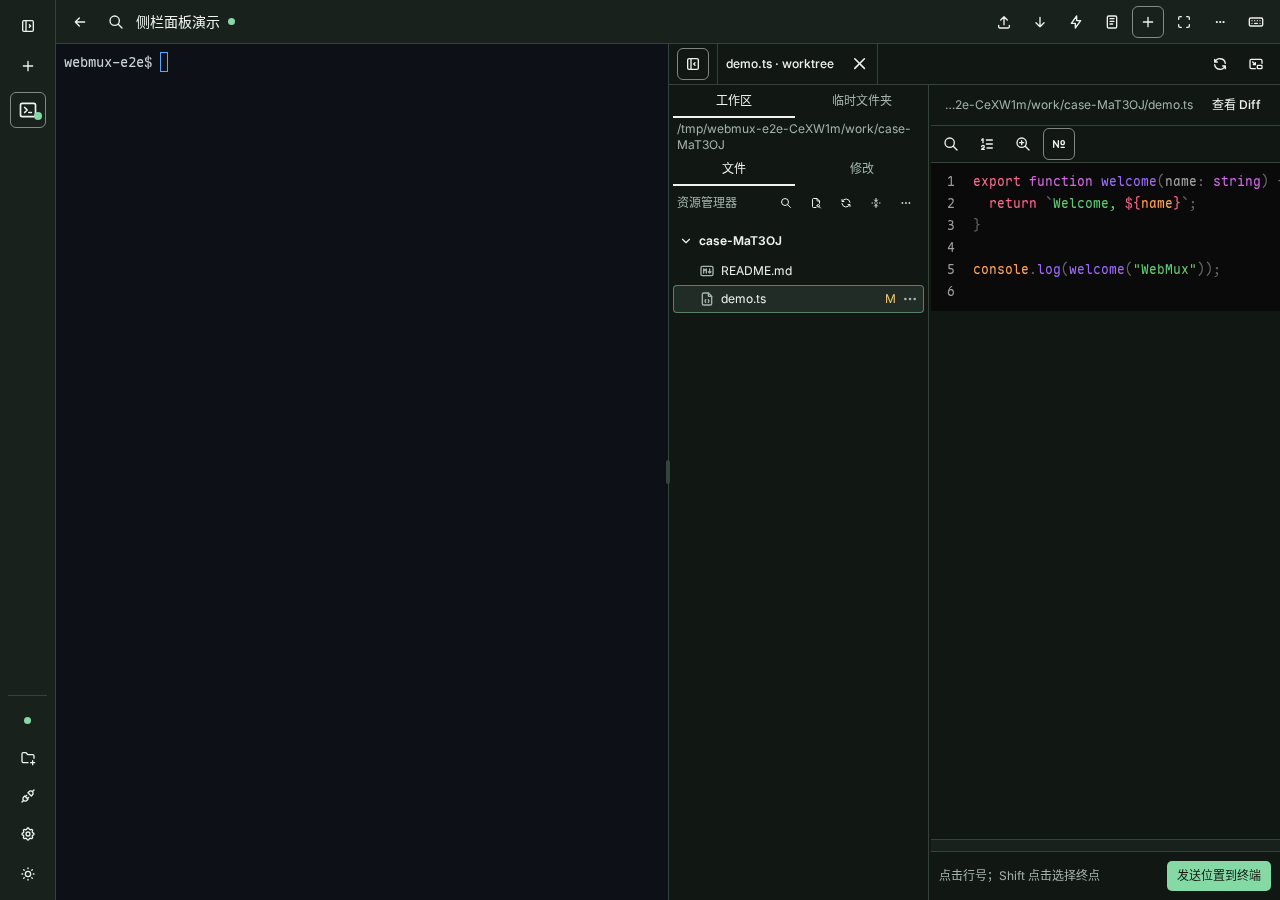 侧栏面板演示
webmux-e2e$
demo.ts · worktree
工作区
临时文件夹
/tmp/webmux-e2e-CeXW1m/work/case-
MaT3OJ
文件
修改
资源管理器
case-MaT3OJ
README.md
demo.ts
M
...2e-CeXW1m/work/case-MaT3OJ/demo.ts
查看 Diff
№
1 export function welcome(name: string)
2 return `Welcome, ${name}`;
3 }
4
5 console.log(welcome("WebMux"));
6
点击行号；Shift 点击选择终点
发送位置到终端